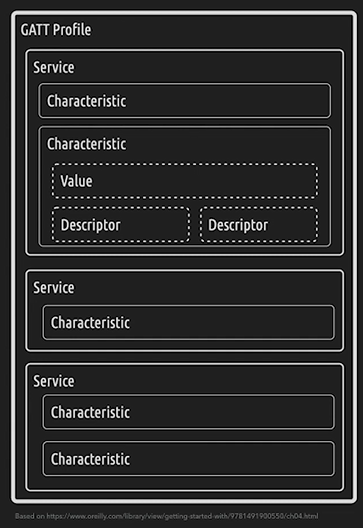 GATT Profile
Service
Characteristic
Characteristic
Value
Descriptor Descriptor
Service
Characteristic
Service
Characteristic
Characteristic
Based on https://www.oreilly.com/library/view/getting-started-with/9781491900550/ch04.html